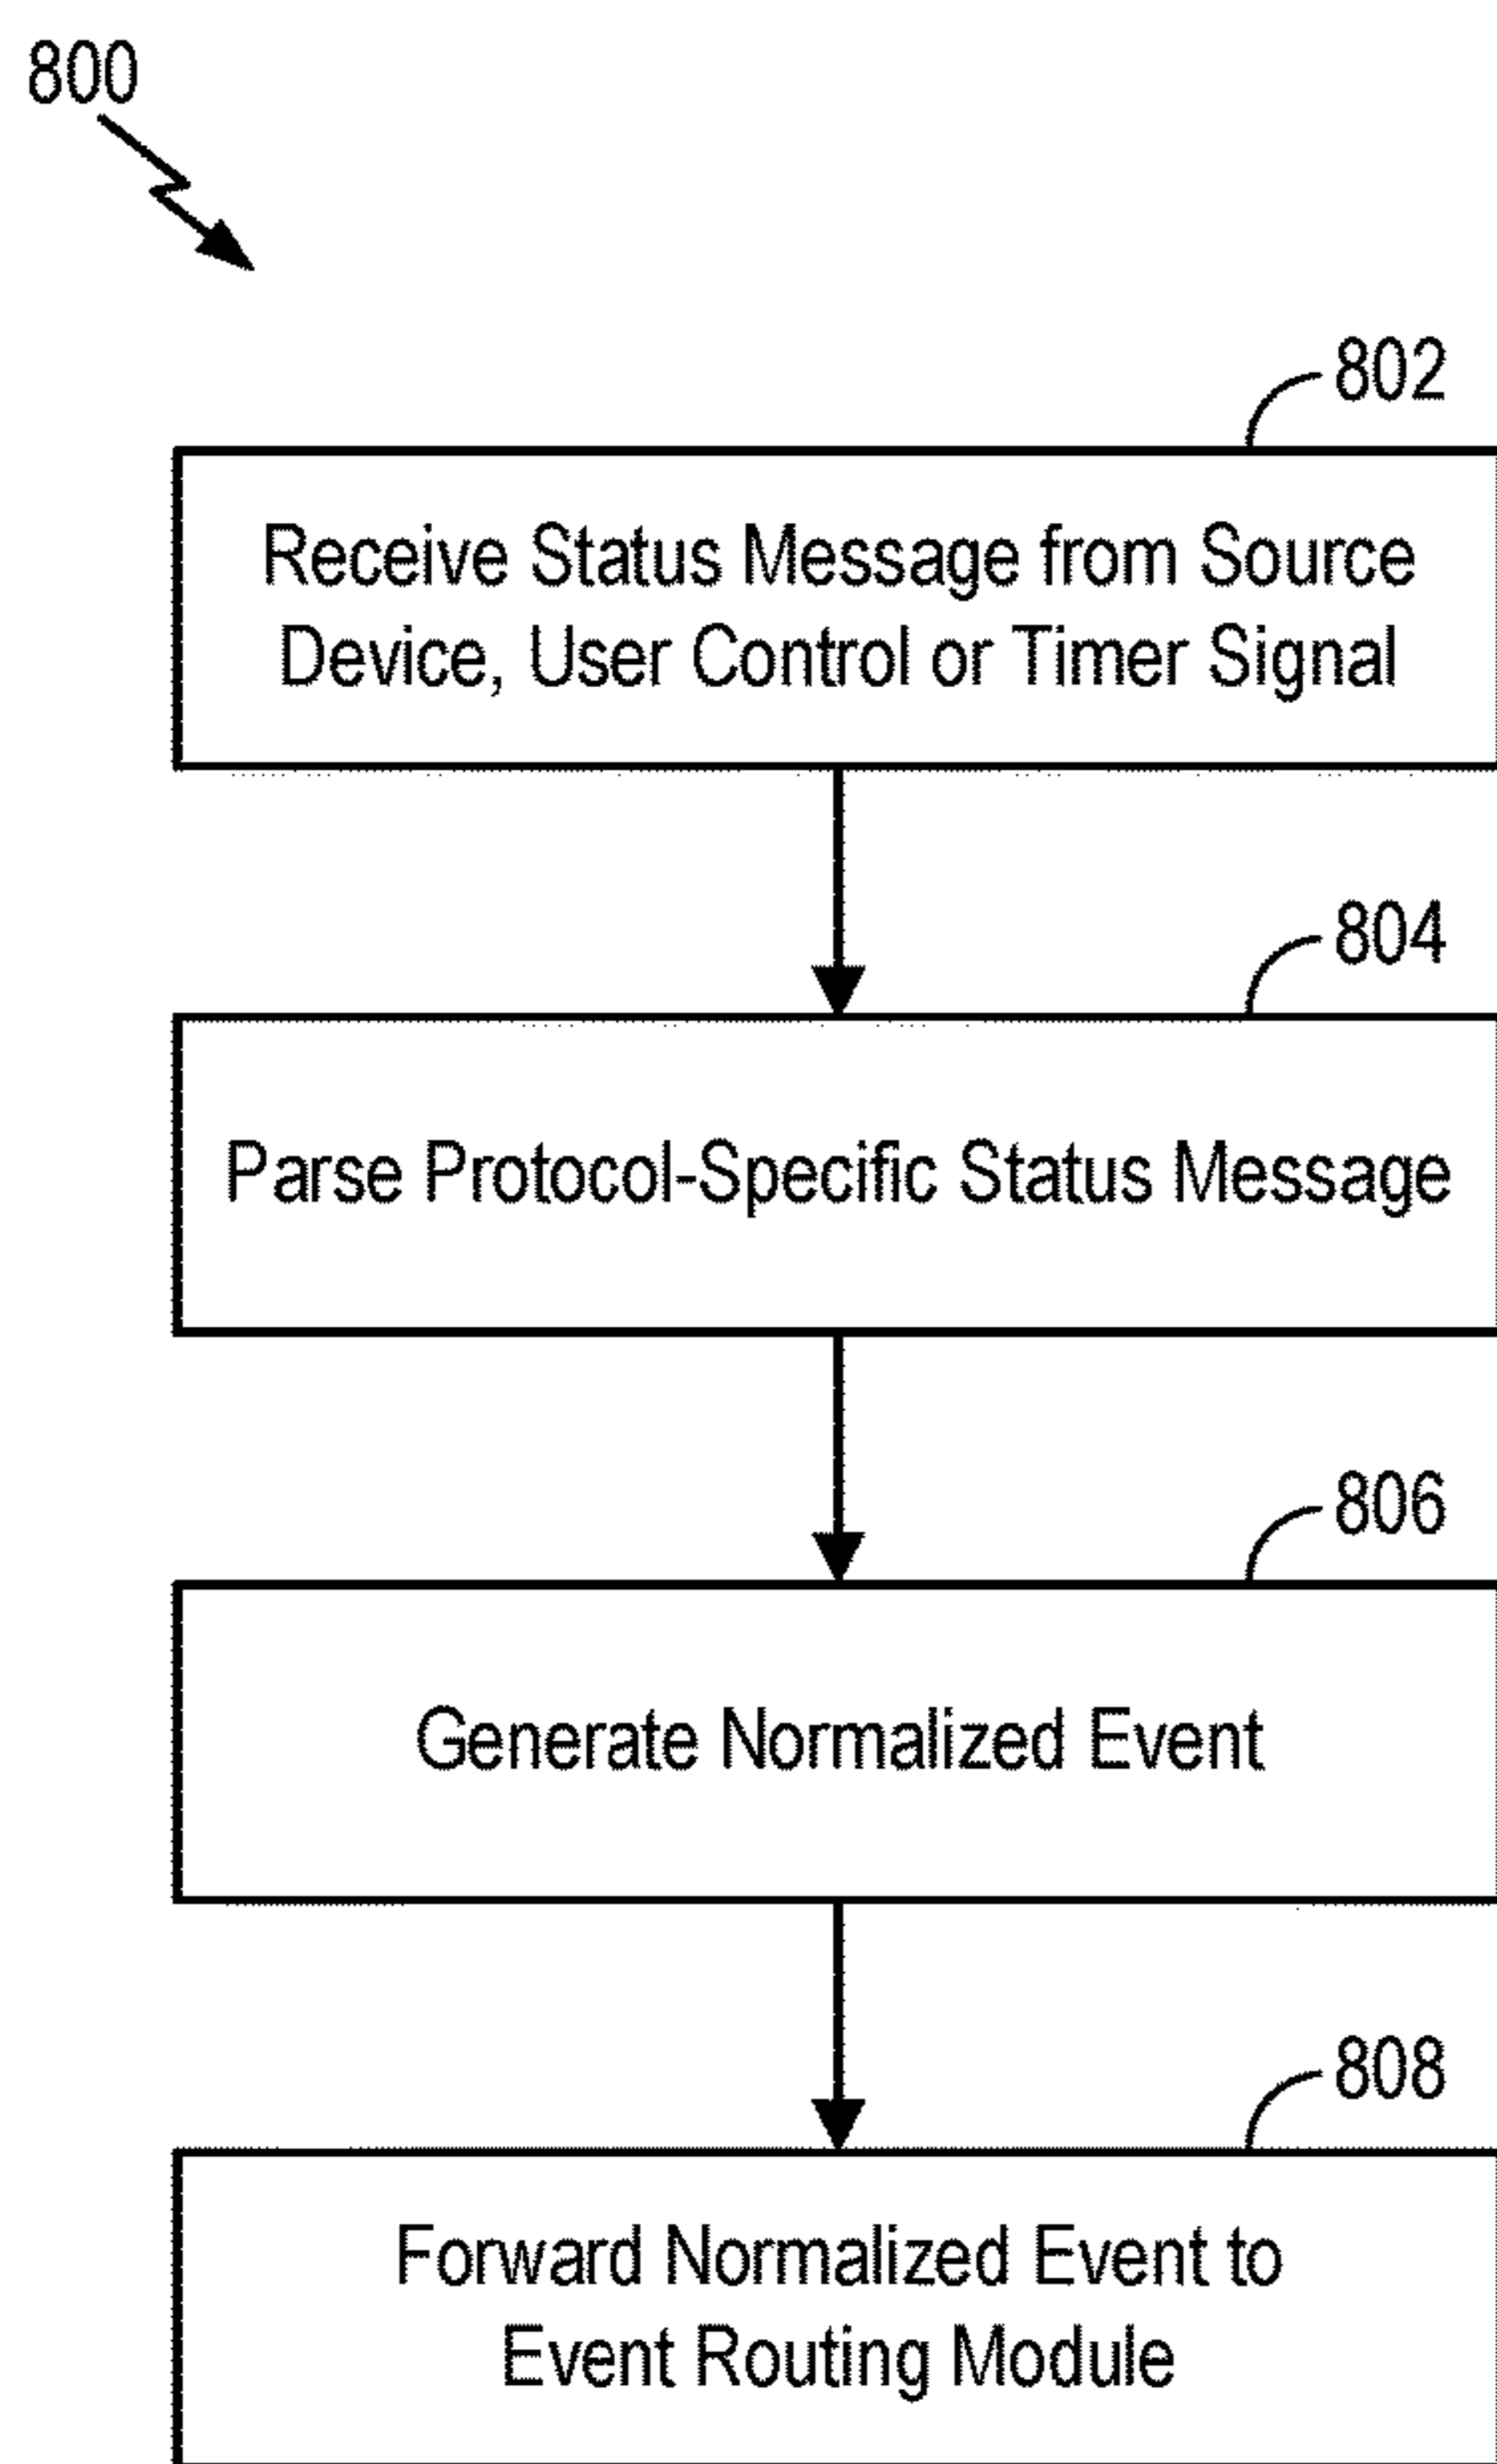 800
802
Receive Status Message from Source
Device, User Control or Timer Signal
804
Parse Protocol-Specific Status Message
806
Generate Normalized Event
808
Forward Normalized Event to
Event Routing Module